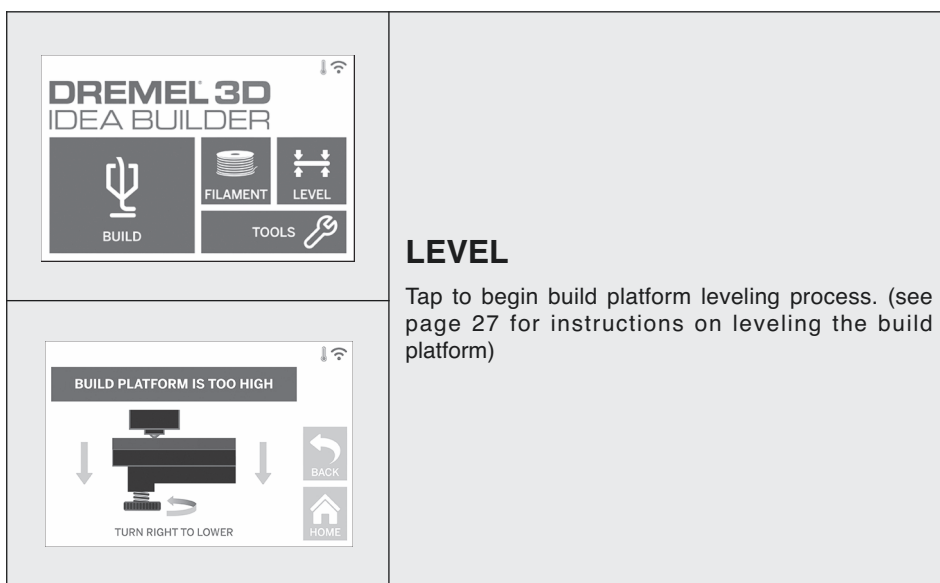 DREMEL 3D
IDEA BUILDER
BUILD
FILAMENT
LEVEL
TOOLS
BUILD PLATFORM IS TOO HIGH
BACK
TURN RIGHT TO LOWER
HOME
LEVEL
Tap to begin build platform leveling process. (see
page 27 for instructions on leveling the build
platform)